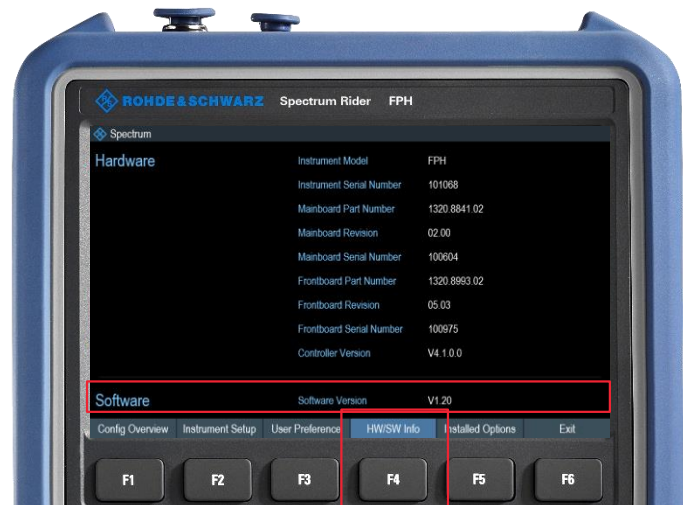 ROHDE & SCHWARZ Spectrum Rider FPH
Spectrum
Hardware Instrument Model FPH
Instrument Serial Number 101068
Mainboard Part Number 1320.8841.02
Mainboard Revision 02.00
Mainboard Serial Number 100604
Frontboard Part Number 1320.8993.02
Frontboard Revision 05.03
Frontboard Serial Number 100975
Controller Version V4.1.0.0
Software Software Version V1.20
Config Overview Instrument Setup User Preference HW/SW Info Installed Options Exit
F1 F2 F3 F4 F5 F6